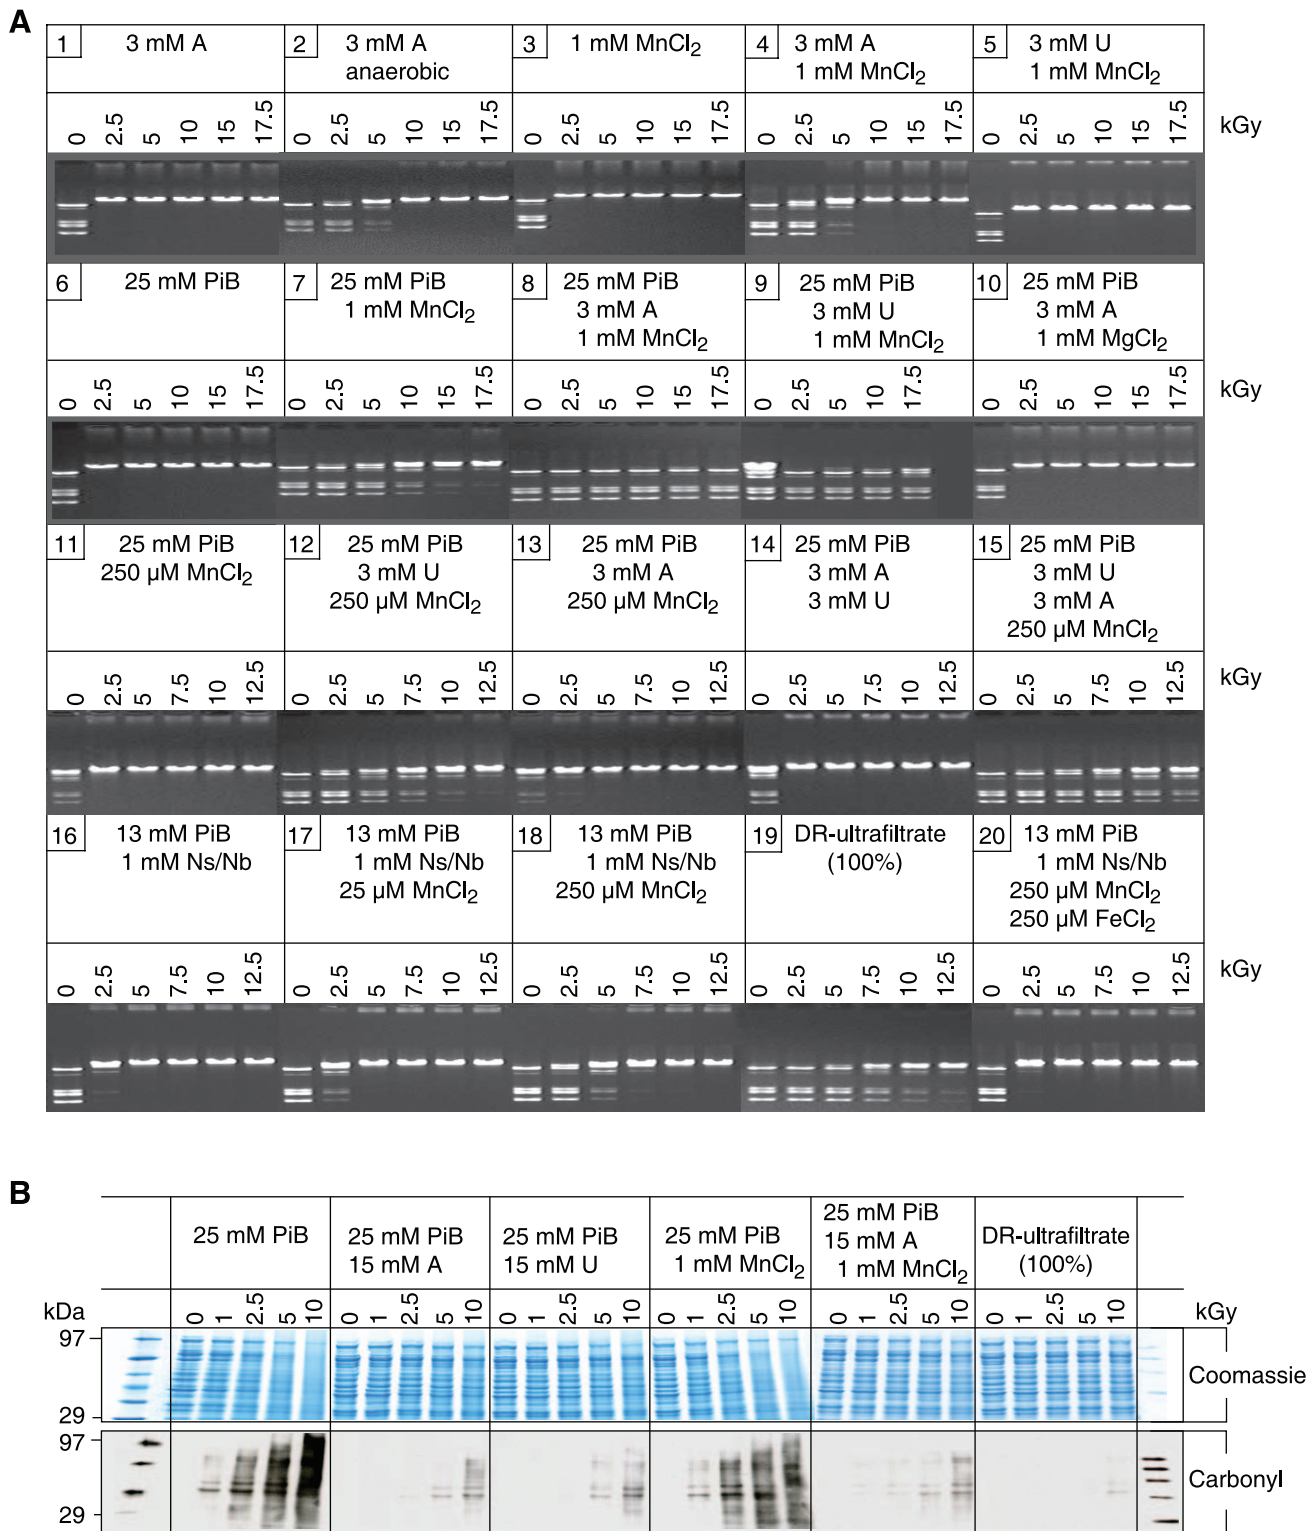 A
1 3 mM A
2 3 mM A
anaerobic
3 1 mM MnCl2
4 3 mM A
1 mM MnCl2
5 3 mM U
1 mM MnCl2
0 2.5 5 10 15 17.5 0 2.5 5 10 15 17.5 0 2.5 5 10 15 17.5 0 2.5 5 10 15 17.5 0 2.5 5 10 15 17.5 kGy
6 25 mM PiB
7 25 mM PiB
1 mM MnCl2
8 25 mM PiB
3 mM A
1 mM MnCl2
9 25 mM PiB
3 mM U
1 mM MnCl2
10 25 mM PiB
3 mM A
1 mM MgCl2
0 2.5 5 10 15 17.5 0 2.5 5 10 15 17.5 0 2.5 5 10 15 17.5 0 2.5 5 10 17.5 0 2.5 5 10 15 17.5 kGy
11 25 mM PiB
250 µM MnCl2
12 25 mM PiB
3 mM U
250 µM MnCl2
13 25 mM PiB
3 mM A
250 µM MnCl2
14 25 mM PiB
3 mM A
3 mM U
15 25 mM PiB
3 mM U
3 mM A
250 µM MnCl2
0 2.5 5 7.5 10 12.5 0 2.5 5 7.5 10 12.5 0 2.5 5 7.5 10 12.5 0 2.5 5 7.5 10 12.5 0 2.5 5 7.5 10 12.5 kGy
16 13 mM PiB
1 mM Ns/Nb
17 13 mM PiB
1 mM Ns/Nb
25 µM MnCl2
18 13 mM PiB
1 mM Ns/Nb
250 µM MnCl2
19 DR-ultrafiltrate
(100%)
20 13 mM PiB
1 mM Ns/Nb
250 µM MnCl2
250 µM FeCl2
0 2.5 5 7.5 10 12.5 0 2.5 5 7.5 10 12.5 0 2.5 5 7.5 10 12.5 0 2.5 5 7.5 10 12.5 0 2.5 5 7.5 10 12.5 kGy
B
25 mM PiB
25 mM PiB
15 mM A
25 mM PiB
15 mM U
25 mM PiB
1 mM MnCl2
25 mM PiB
15 mM A
1 mM MnCl2
DR-ultrafiltrate
(100%)
kDa 0 1 2.5 5 10 0 1 2.5 5 10 0 1 2.5 5 10 0 1 2.5 5 10 0 1 2.5 5 10 0 1 2.5 5 10 kGy
97
Coomassie
29
97
Carbonyl
29